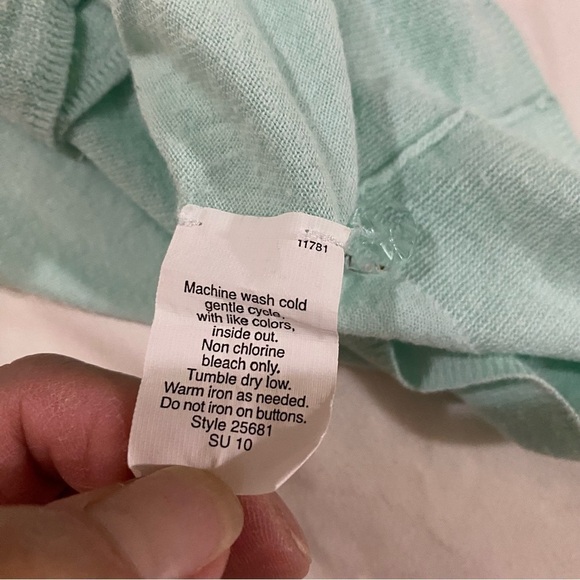 11781
Machine wash cold
gentle cycle,
with like colors,
inside out.
Non chlorine
bleach only.
Tumble dry low.
Warm iron as needed.
Do not iron on buttons.
Style 25681
SU 10